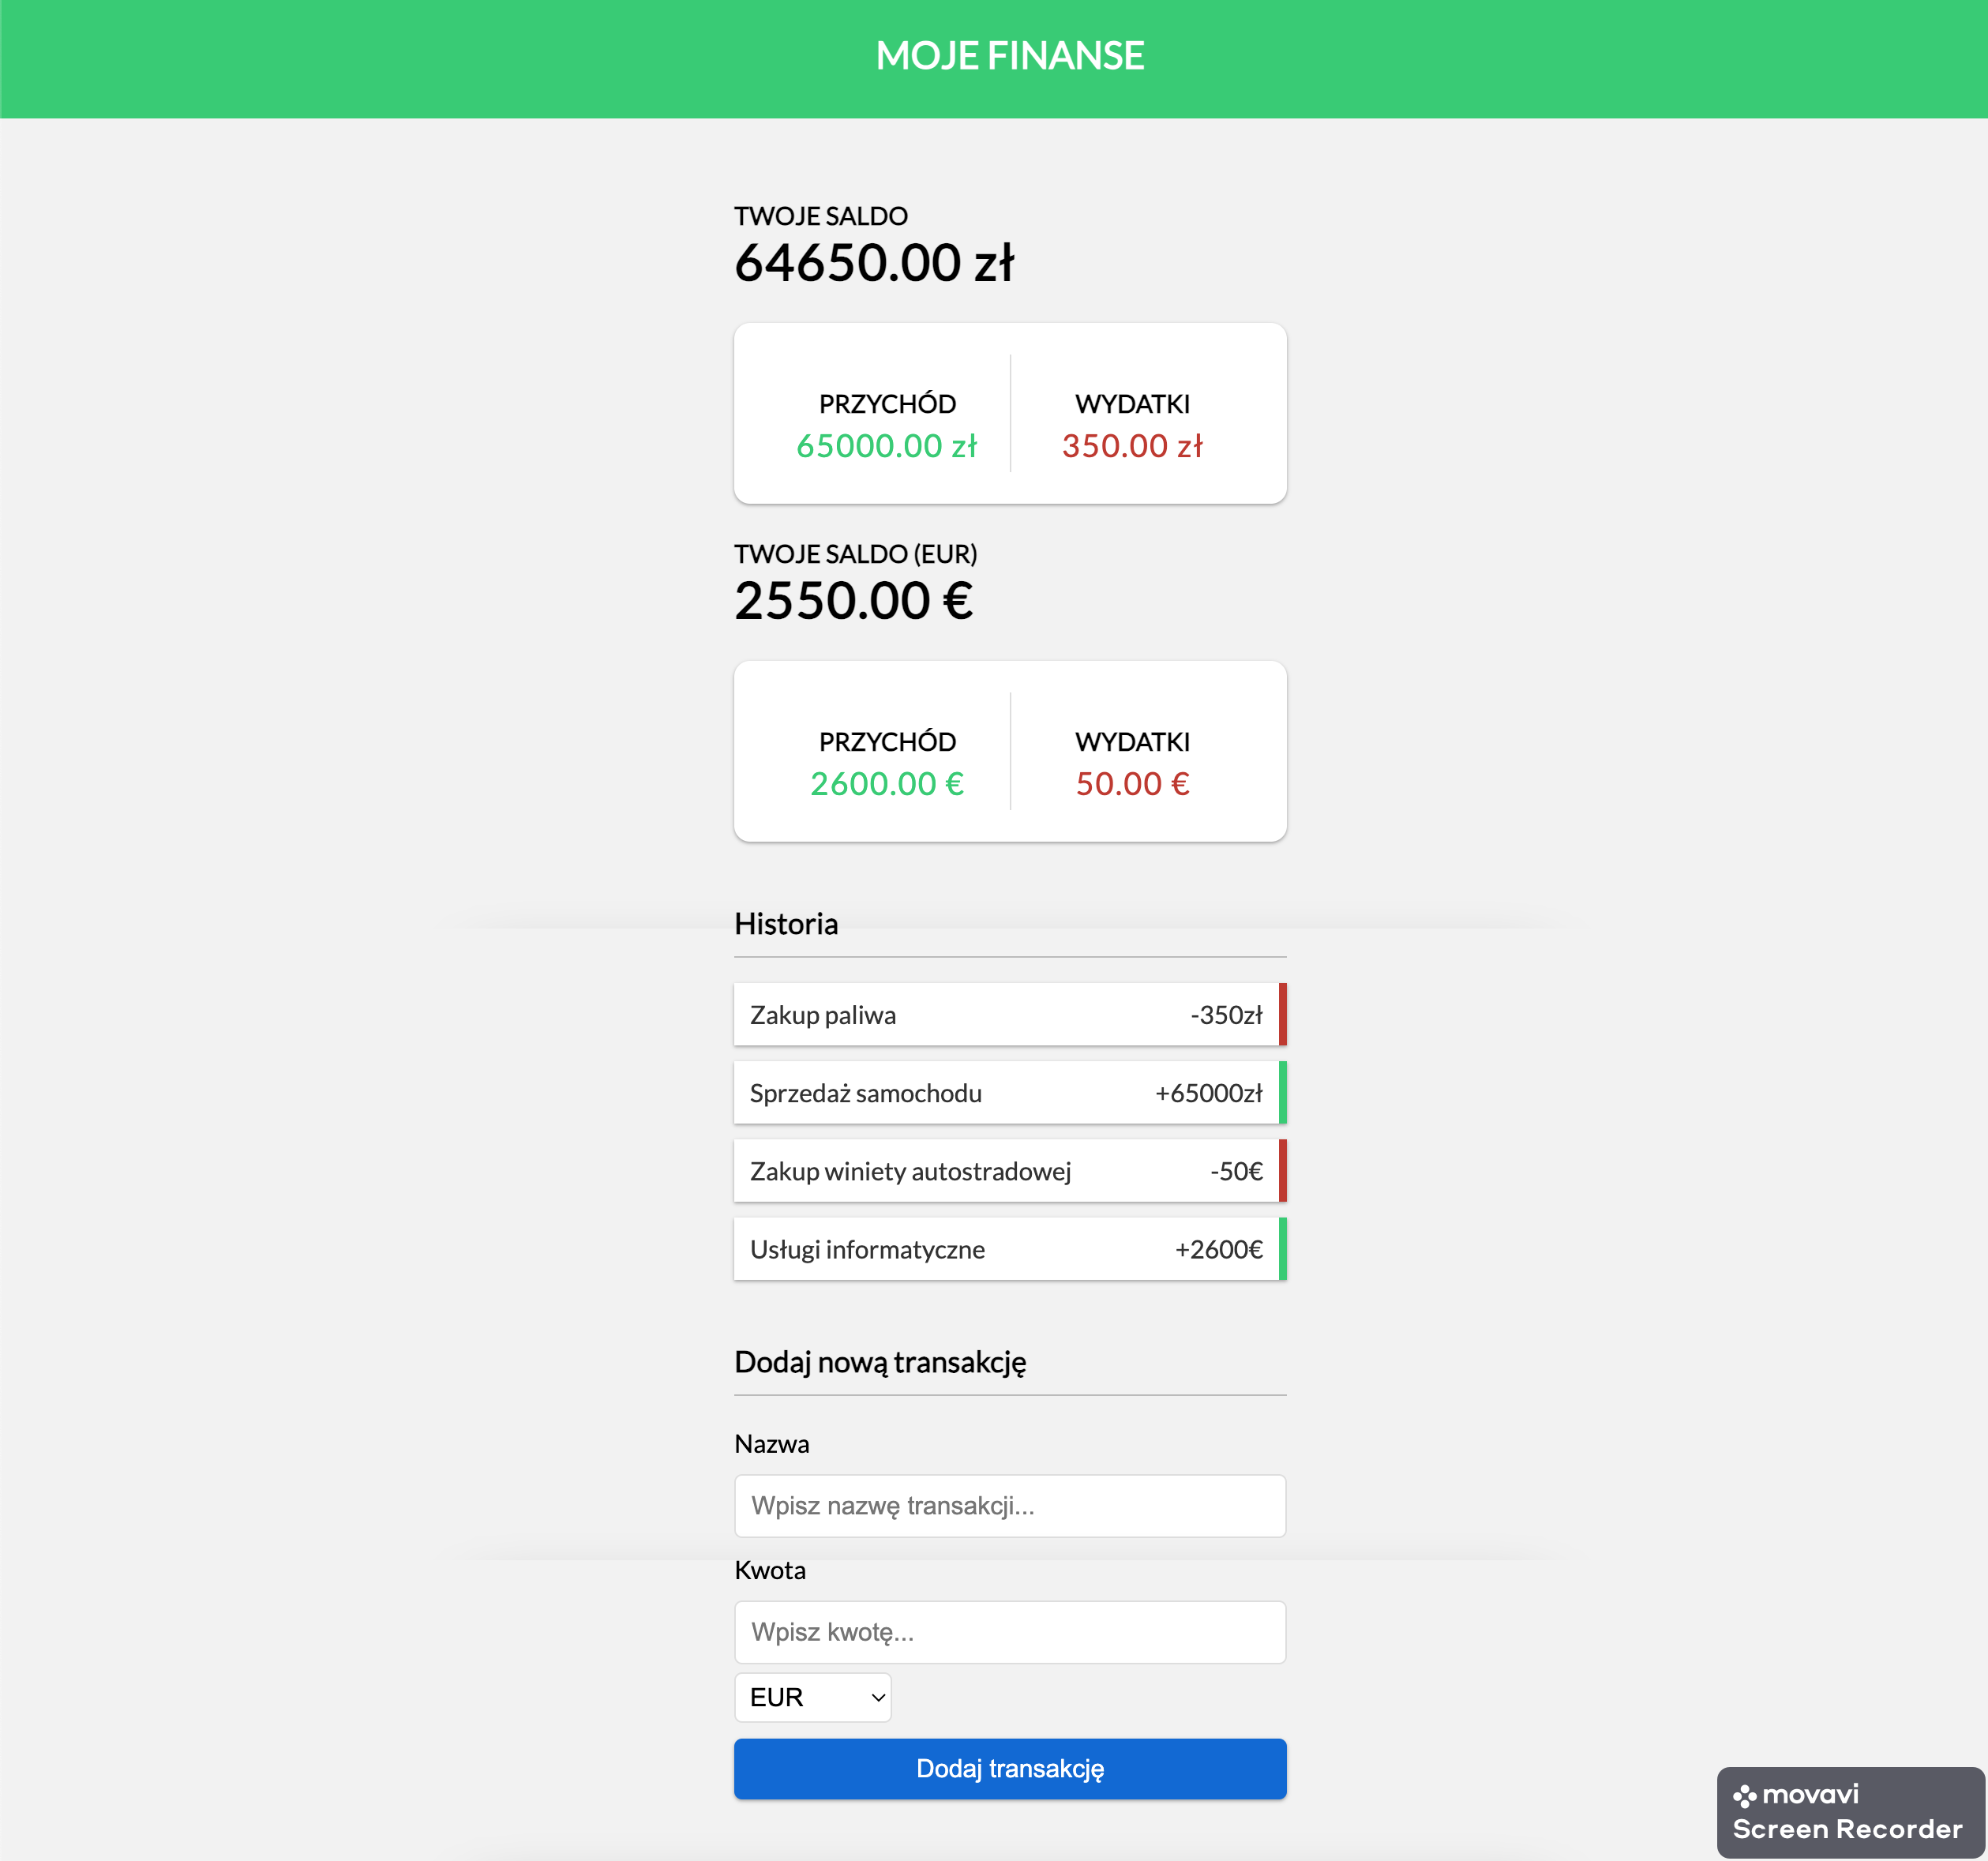 MOJE FINANSE
TWOJE SALDO
64650.00 zł
PRZYCHÓD WYDATKI
65000.00 zł 350.00 zł
TWOJE SALDO (EUR)
2550.00 €
PRZYCHÓD WYDATKI
2600.00 € 50.00 €
Historia
Zakup paliwa -350zł
Sprzedaż samochodu +65000zł
Zakup winiety autostradowej -50€
Usługi informatyczne +2600€
Dodaj nową transakcję
Nazwa
Wpisz nazwę transakcji...
Kwota
Wpisz kwotę...
EUR
Dodaj transakcję
movavi
Screen Recorder